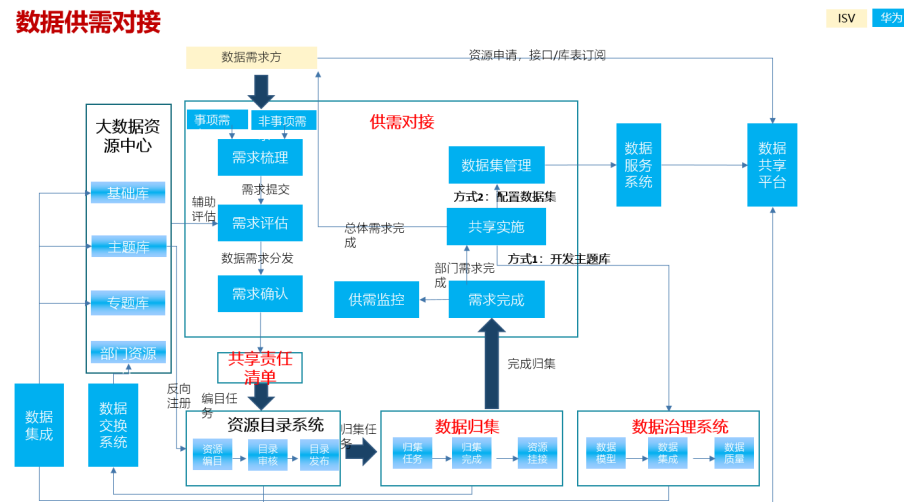 数据供需对接
ISV
华为
数据需求方
资源申请，接口/库表订阅
大数据资
源中心
基础库
主题库
专题库
部门资源
事项需
非事项需
供需对接
需求梳理
需求提交
辅助
评估
需求评估
数据需求分发
需求确认
数据集管理
方式2：配置数据集
共享实施
总体需求完
成
方式1：开发主题库
部门需求完
成
供需监控
需求完成
数据
服务
系统
数据
共享
平台
共享责任
清单
完成归集
数据
集成
数据
交换
系统
反向
注册
编目任
务
资源目录系统
资源
编目
目录
审核
目录
发布
归集任
务
数据归集
归集
任务
归集
完成
资源
挂接
数据治理系统
数据
模型
数据
集成
数据
质量